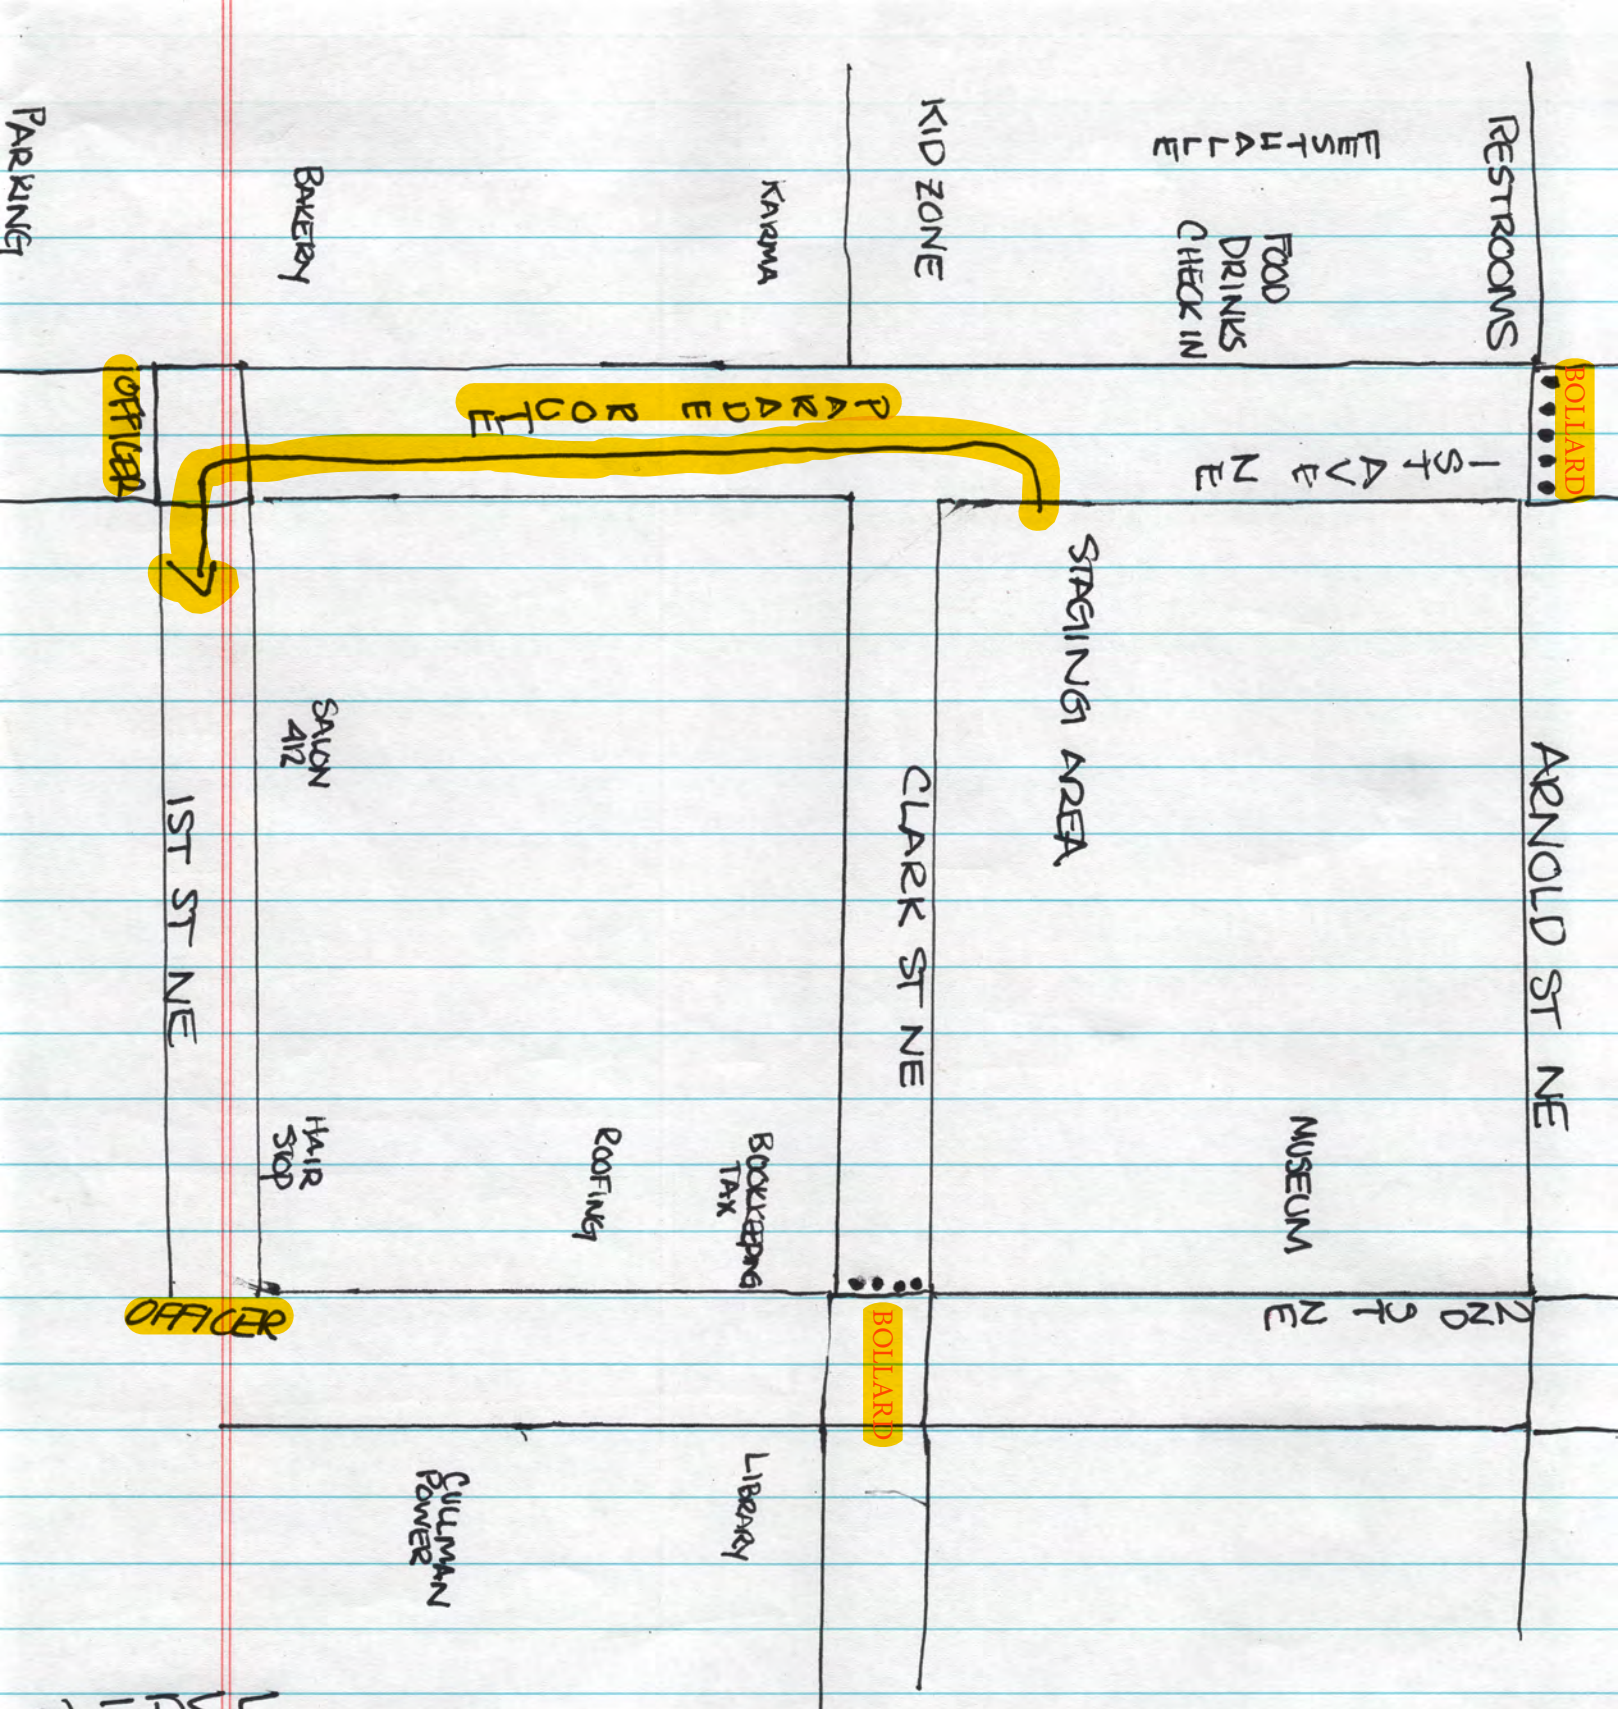 RESTROOMS
FESTHALLE
FOOD
DRINKS
CHECK IN
KID ZONE
KARMA
BAKERY
PARKING
BOLLARD
1ST AVE NE
PARADE ROUTE
OFFICER
ARNOLD ST NE
STAGING AREA
CLARK ST NE
SALON
412
1ST ST NE
MUSEUM
BOOKKEEPING
TAX
ROOFING
HAIR
STOP
2ND ST NE
BOLLARD
OFFICER
LIBRARY
CULLMAN
POWER